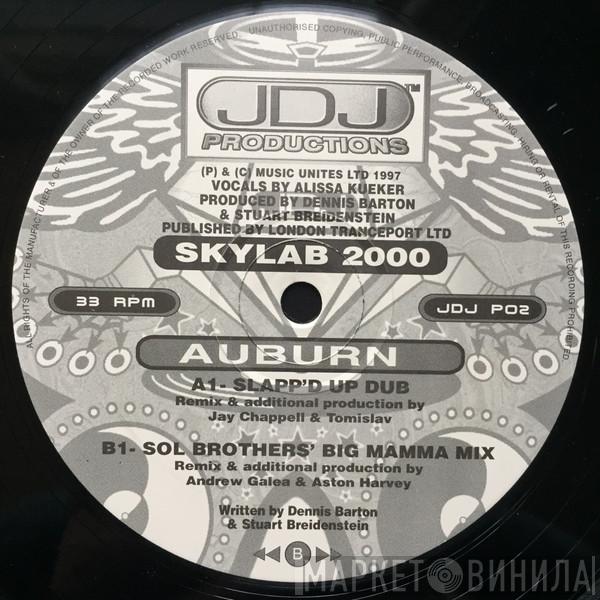 ALL RIGHTS OF THE MANUFACTURER & OF THE OWNER OF THE RECORDED WORK RESERVED. UNAUTHORISED COPYING, PUBLIC PERFORMANCE, BROADCASTING, HIRING OR RENTAL OF THIS RECORDING PROHIBITED.
JDJ™
PRODUCTIONS
(P) & (C) MUSIC UNITES LTD 1997
VOCALS BY ALISSA KUEKER
PRODUCED BY DENNIS BARTON
& STUART BREIDENSTEIN
PUBLISHED BY LONDON TRANCEPORT LTD
SKYLAB 2000
33 RPM
JDJ P02
AUBURN
A1- SLAPP'D UP DUB
Remix & additional production by
Jay Chappell & Tomislav
B1- SOL BROTHERS' BIG MAMMA MIX
Remix & additional production by
Andrew Galea & Aston Harvey
Written by Dennis Barton
& Stuart Breidenstein
B
МАРКЕТ ВИНИЛА